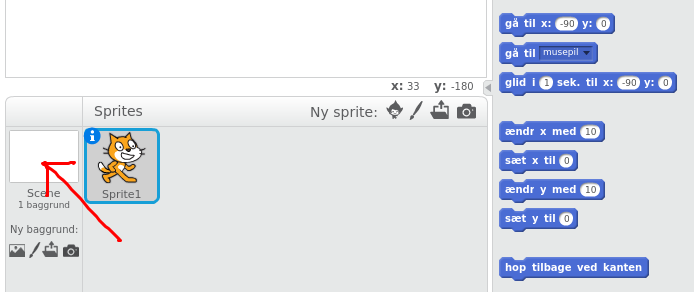 gå til x: -90 y: 0
gå til musepil
glid i 1 sek. til x: -90 y: 0
x: 33 y: -180
Sprites Ny sprite:
ændr x med 10
sæt x til 0
ændr y med 10
sæt y til 0
hop tilbage ved kanten
Sprite1
Scene
1 baggrund
Ny baggrund: